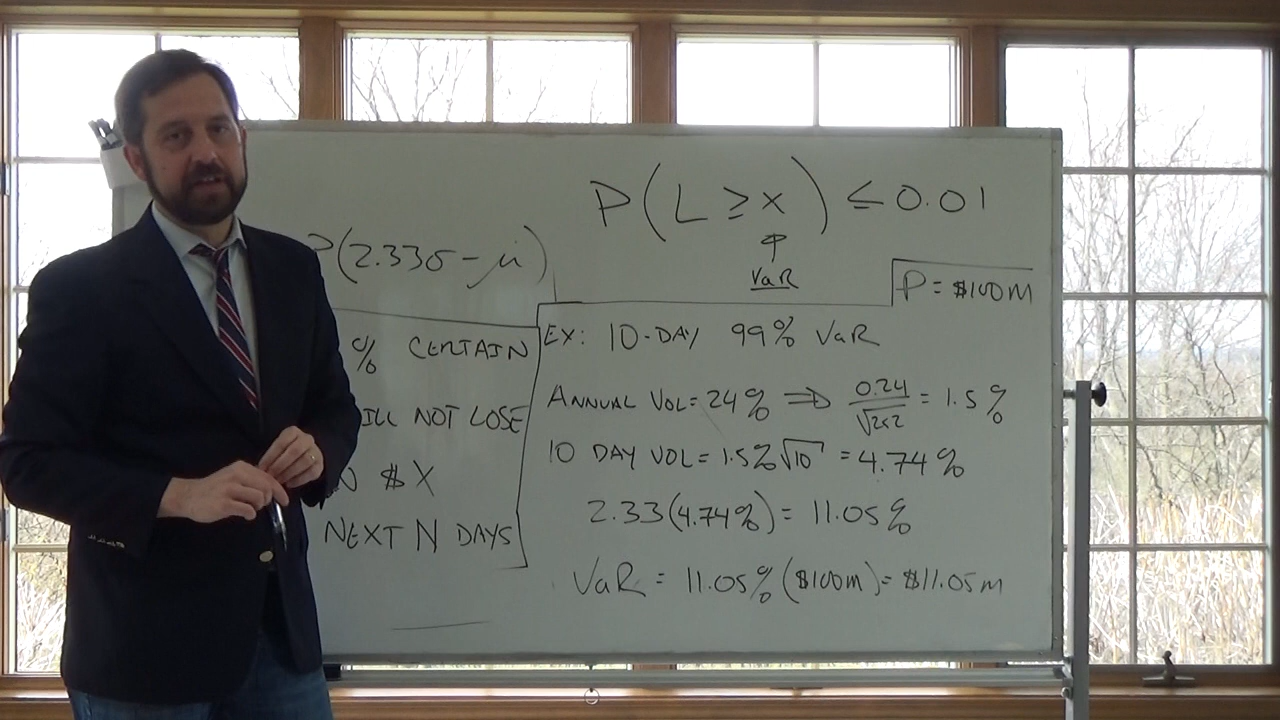 P(L ≥ x) ≤ 0.01
P(2.33σ - μ)
VaR
P = $100M
% CERTAIN
ILL NOT LOSE
N $X
NEXT N DAYS
EX: 10-DAY 99% VaR
ANNUAL VOL = 24% ⇒ 0.24/√252 = 1.5%
10 DAY VOL = 1.5%√10 = 4.74%
2.33(4.74%) = 11.05%
VaR = 11.05%($100M) = $11.05M